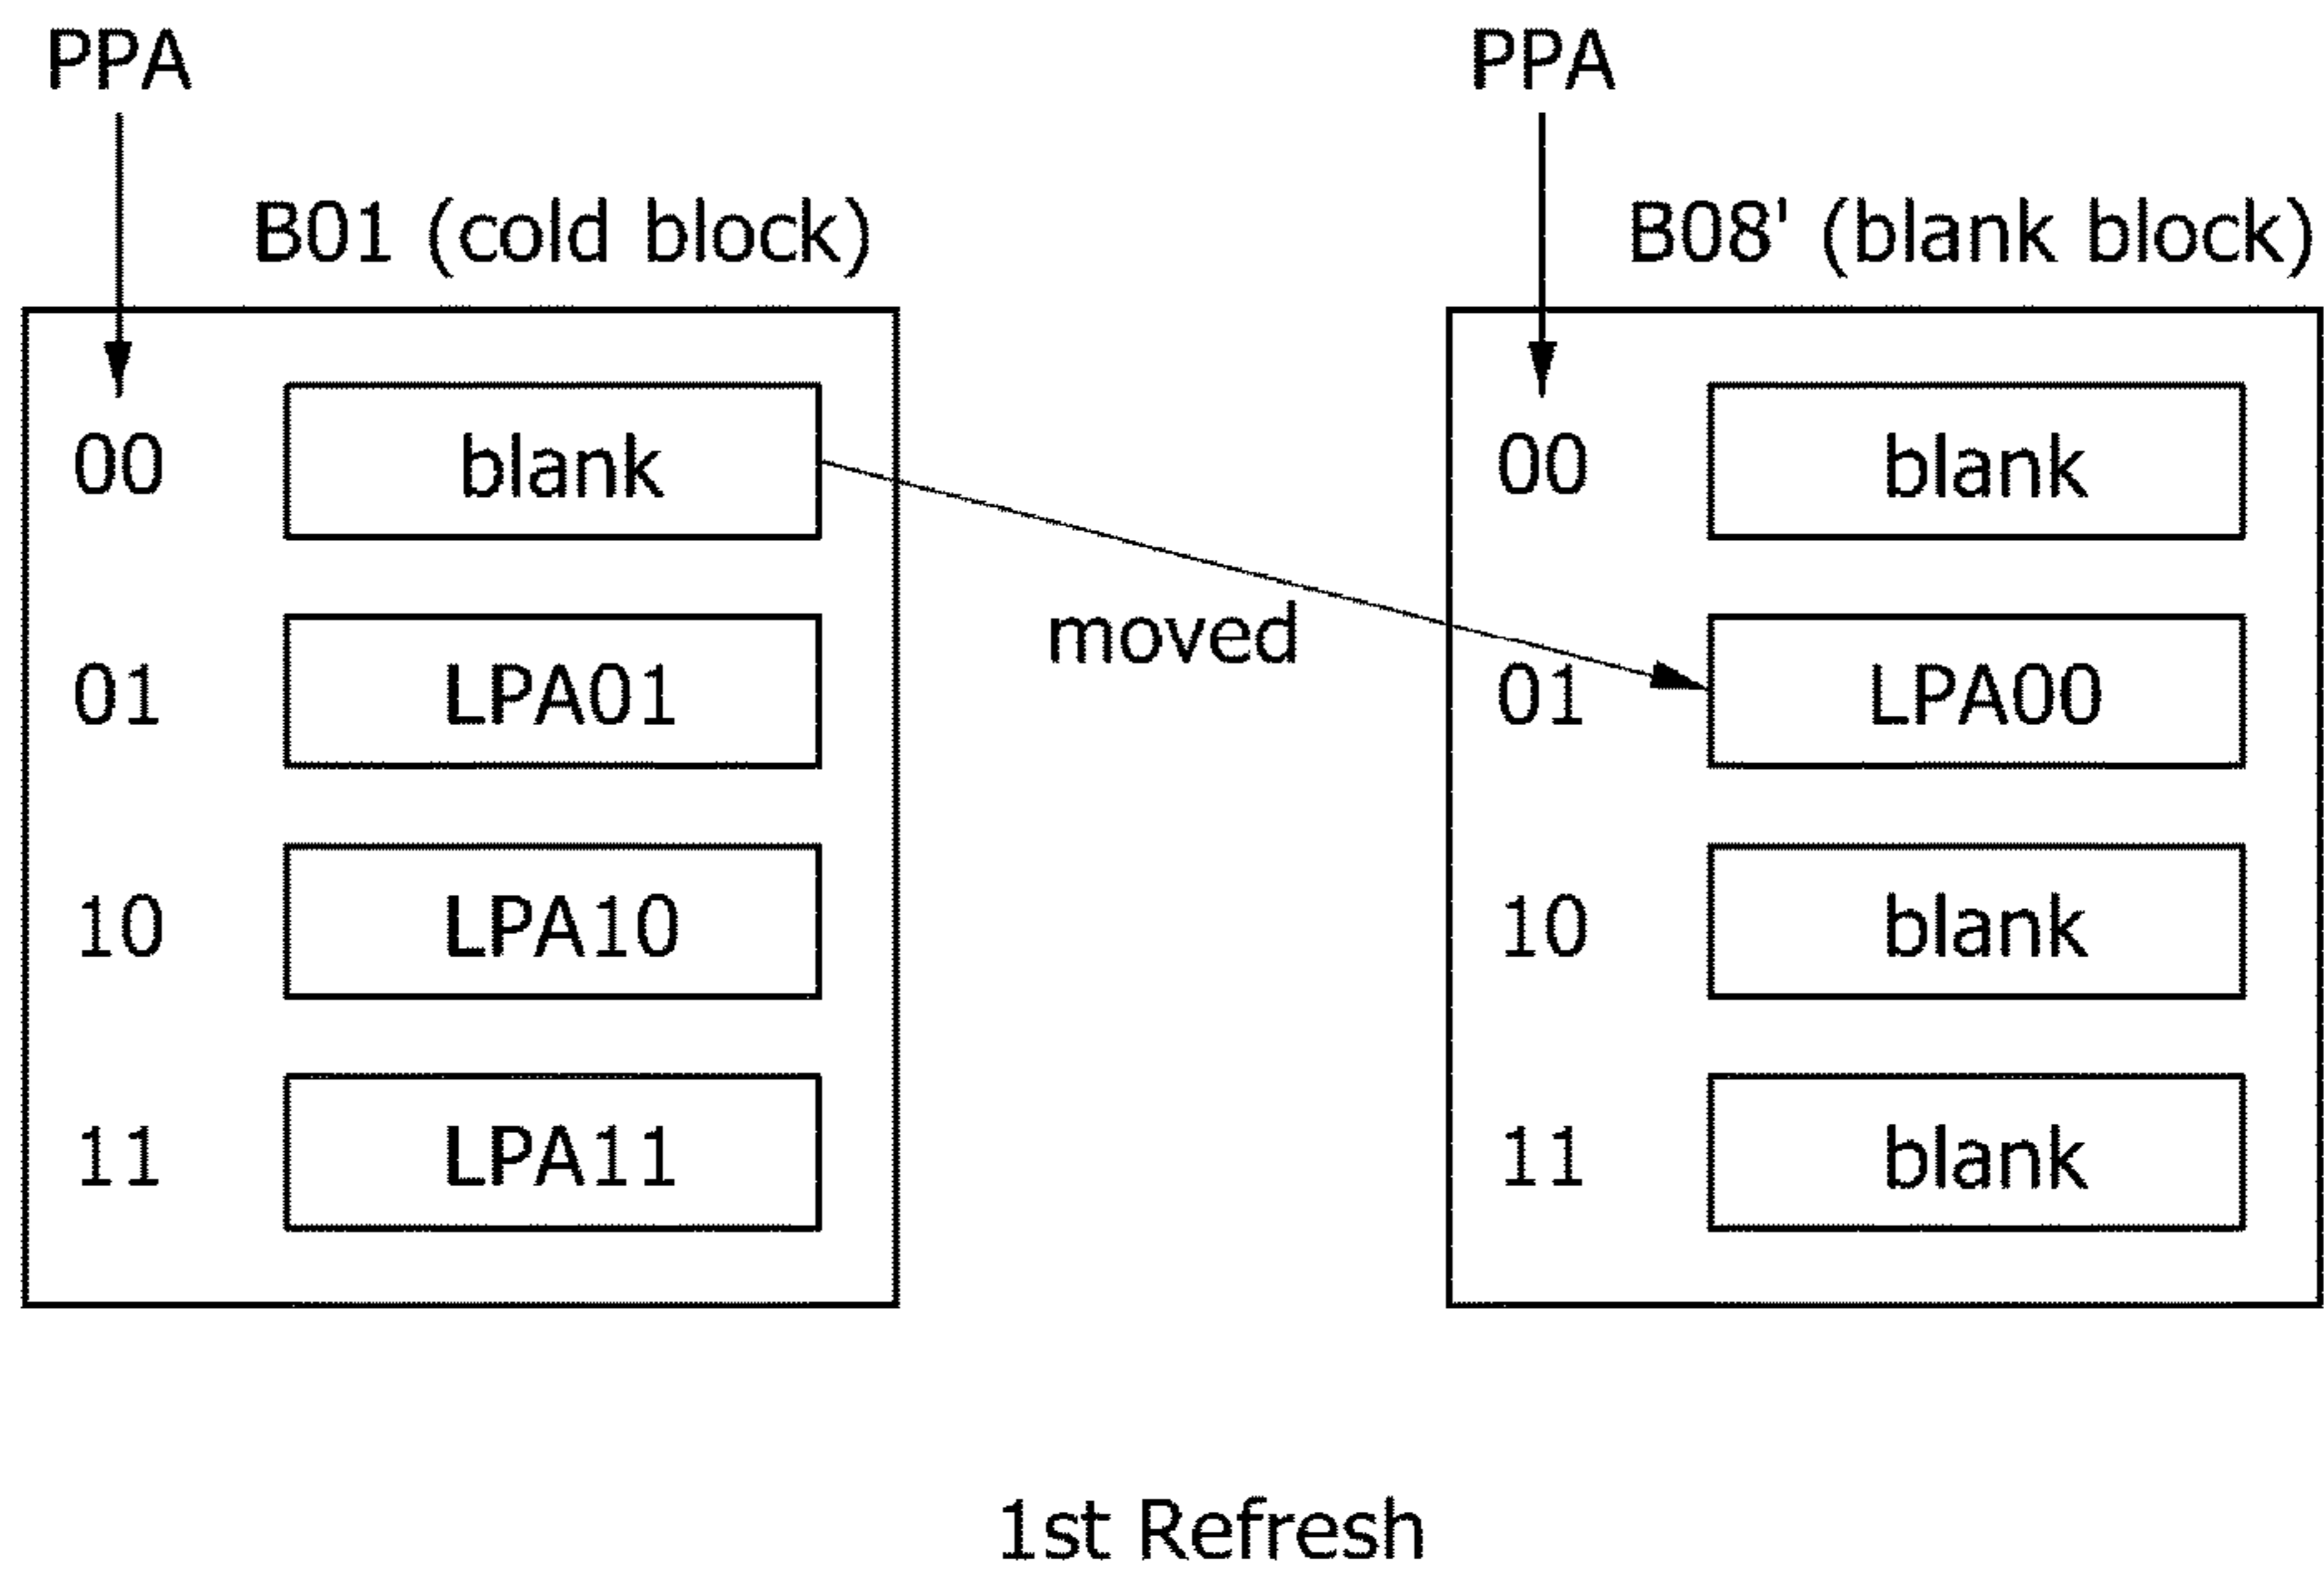 PPA
PPA
B01 (cold block)
B08' (blank block)
00 blank
00 blank
moved
01 LPA01
01 LPA00
10 LPA10
10 blank
11 LPA11
11 blank
1st Refresh